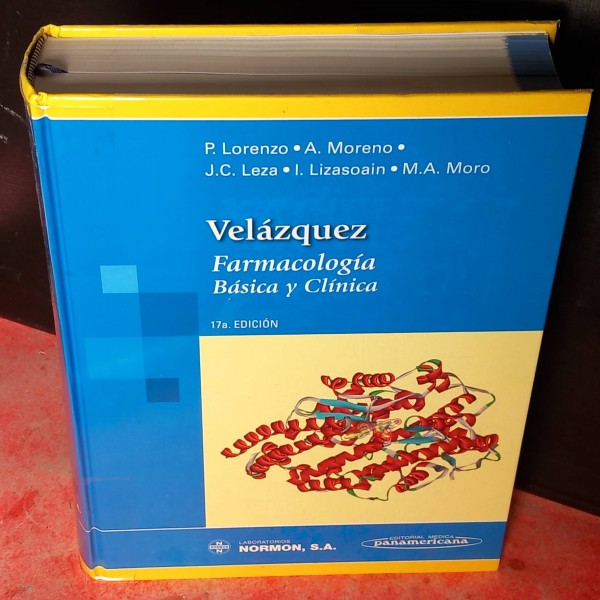 P. Lorenzo • A. Moreno •
J.C. Leza • I. Lizasoain • M.A. Moro
Velázquez
Farmacología
Básica y Clínica
17a. EDICIÓN
LABORATORIOS
NORMON, S.A.
EDITORIAL MEDICA
panamericana